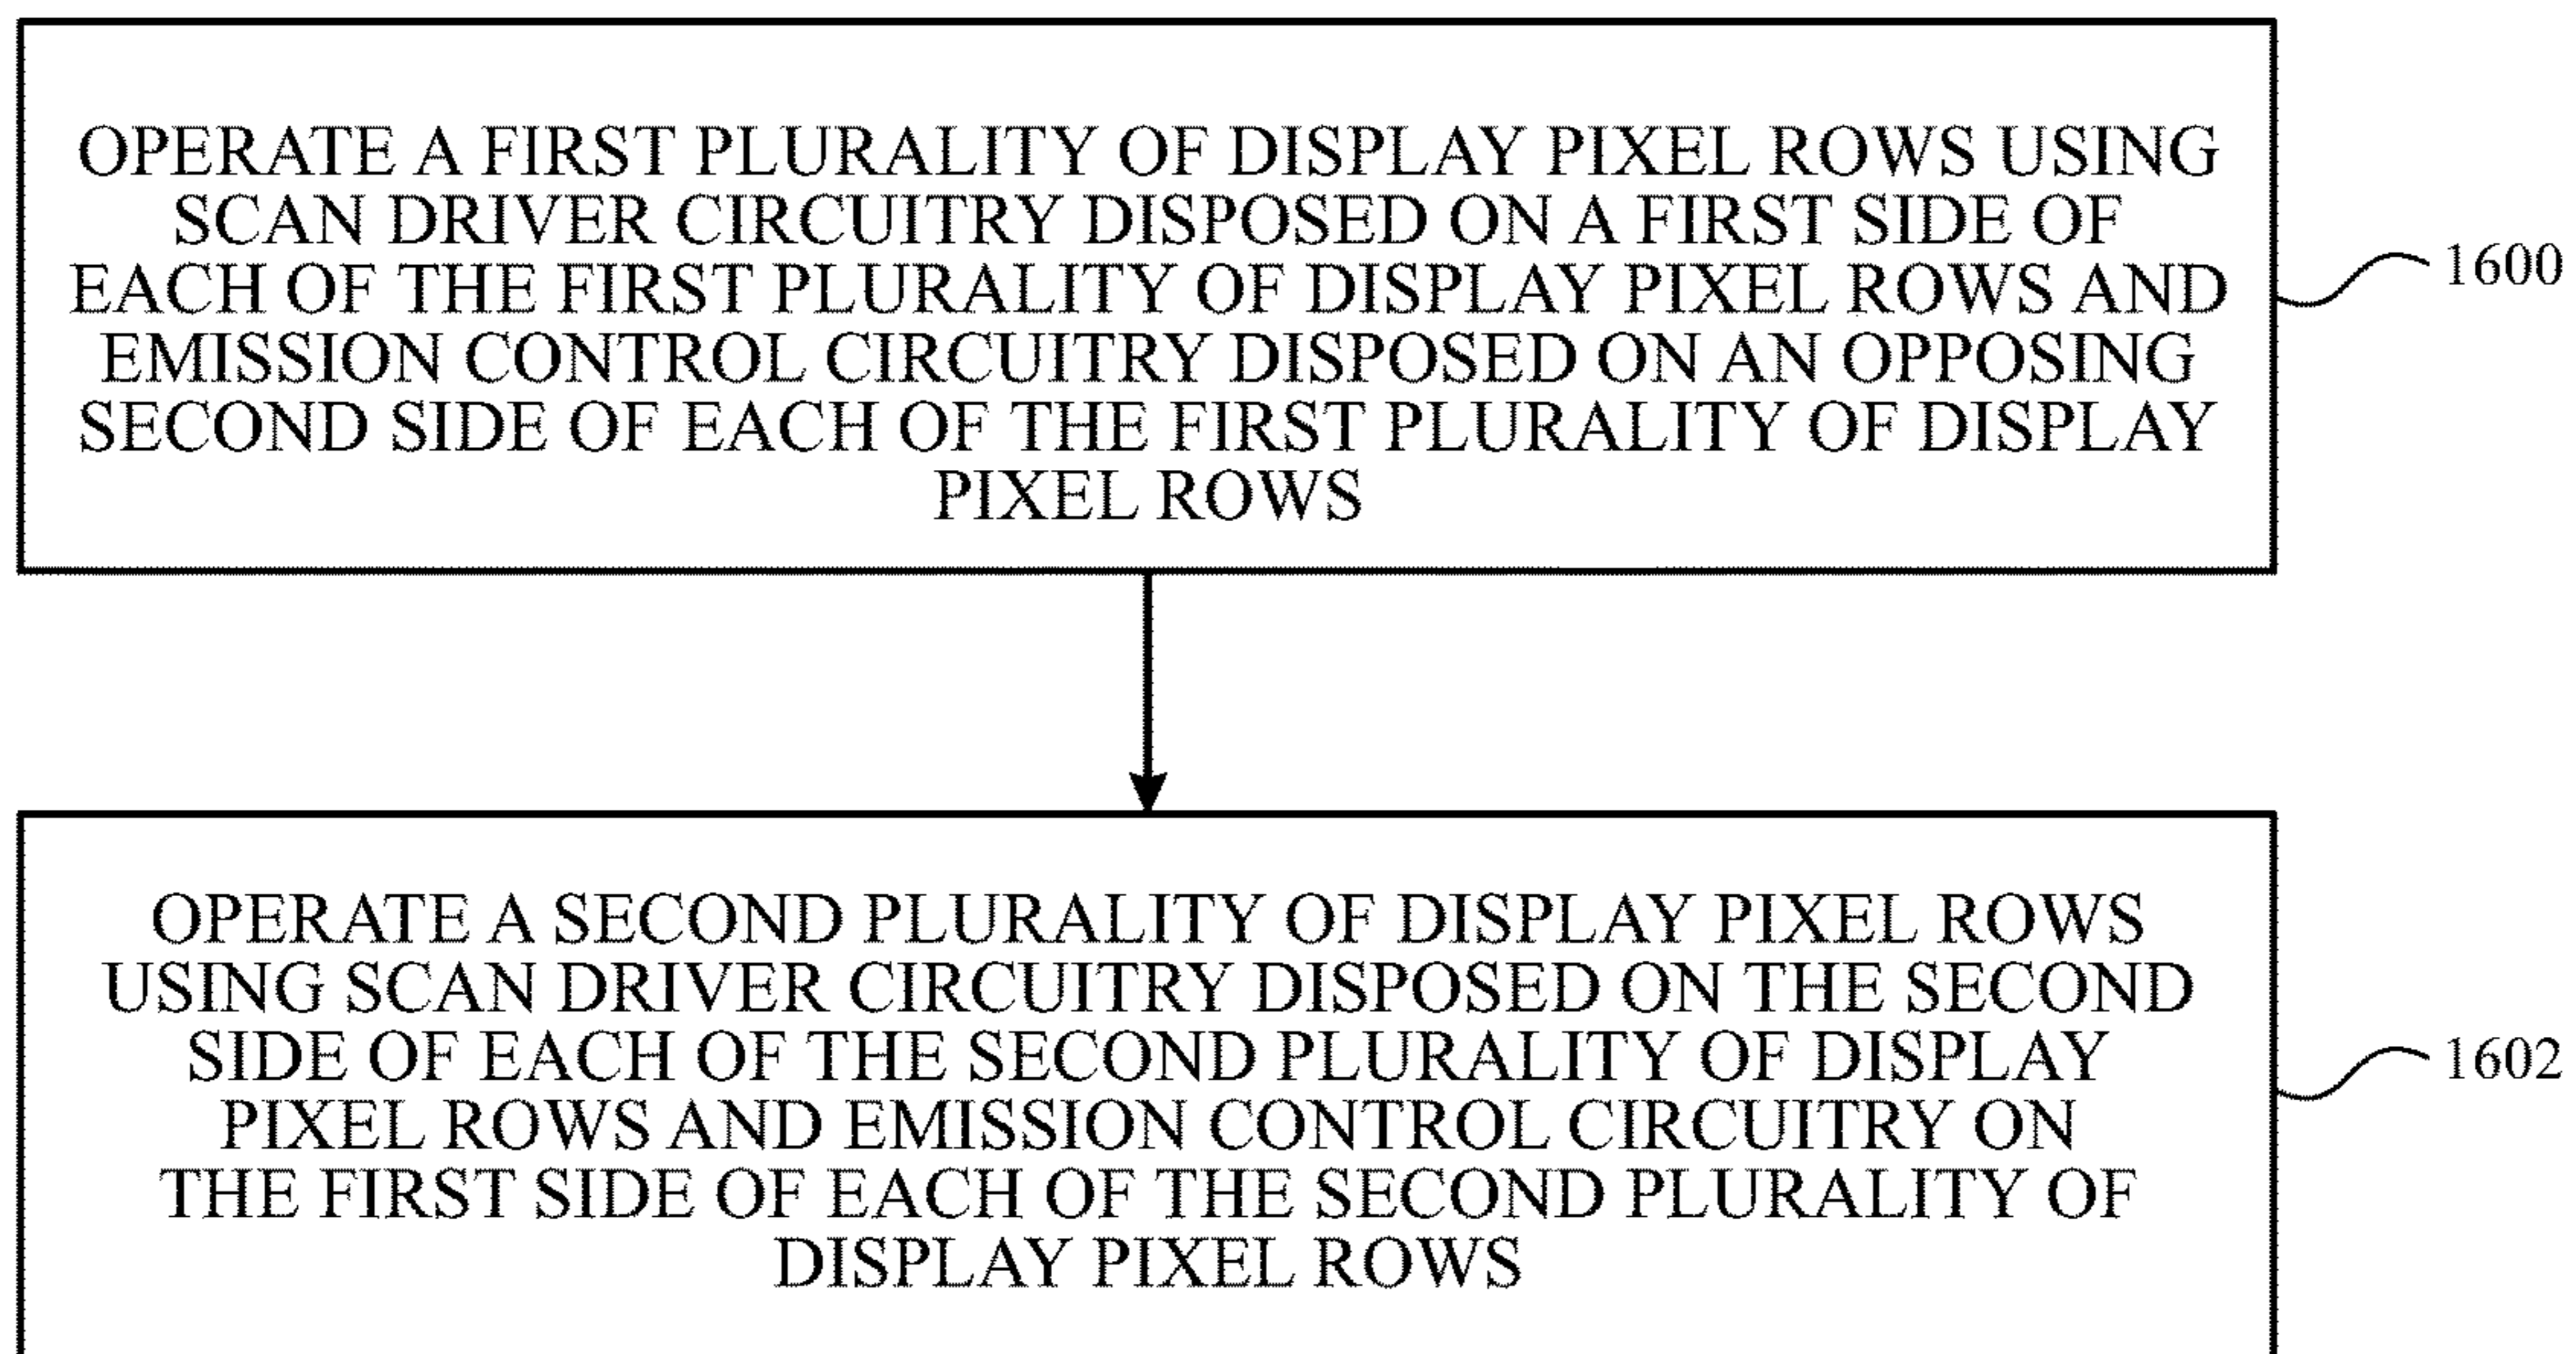 OPERATE A FIRST PLURALITY OF DISPLAY PIXEL ROWS USING
SCAN DRIVER CIRCUITRY DISPOSED ON A FIRST SIDE OF
EACH OF THE FIRST PLURALITY OF DISPLAY PIXEL ROWS AND
EMISSION CONTROL CIRCUITRY DISPOSED ON AN OPPOSING
SECOND SIDE OF EACH OF THE FIRST PLURALITY OF DISPLAY
PIXEL ROWS
1600
OPERATE A SECOND PLURALITY OF DISPLAY PIXEL ROWS
USING SCAN DRIVER CIRCUITRY DISPOSED ON THE SECOND
SIDE OF EACH OF THE SECOND PLURALITY OF DISPLAY
PIXEL ROWS AND EMISSION CONTROL CIRCUITRY ON
THE FIRST SIDE OF EACH OF THE SECOND PLURALITY OF
DISPLAY PIXEL ROWS
1602